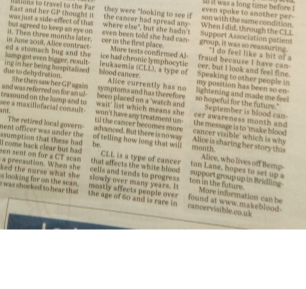 nations to travel to the Far
East and her GP thought it
was just a side-effect of that
but agreed to keep an eye on
it. Then three months later,
in June 2016, Alice contract-
ed a stomach bug and the
lump got even bigger, result-
ing in her being hospitalised
due to dehydration.
She then saw her GP again
and was referred for an ul-
trasound on the lump and to
see a maxillofacial consult-
ant.
The retired local govern-
ment officer was under the
assumption that these had
all come back clear but had
been sent for a CT scan
as a precaution. When she
asked the nurse what she
was looking for on the scan,
she was shocked to hear that
they were "looking to see if
the cancer had spread any-
where else", but she hadn't
even been told she had can-
cer in the first place.
More tests confirmed Al-
ice had chronic lymphocytic
leukaemia (CLL), a type of
blood cancer.
Alice currently has no
symptoms and has therefore
been placed on a 'watch and
wait' list which means she
won't have any treatment un-
til the cancer becomes more
advanced. But there is no way
of telling how long that will
be.
CLL is a type of cancer
that affects the white blood
cells and tends to progress
slowly over many years. It
mostly affects people over
the age of 60 and is rare in
so it was a long time before I
even spoke to another per-
son with the same condition.
When I did, through the CLL
Support Association patient
group, it was so reassuring.
"I do feel like a bit of a
fraud because I have can-
cer, but I look and feel fine.
Speaking to other people in
my position has been so en-
lightening and made me feel
so hopeful for the future."
September is blood can-
cer awareness month and
the message is to 'make blood
cancer visible' which is why
Alice is sharing her story this
month.
Alice, who lives off Bemp-
ton Lane, hopes to set up a
support group up in Bridling-
ton in the future.
More information can be
found at www.makeblood-
cancervisible.co.uk